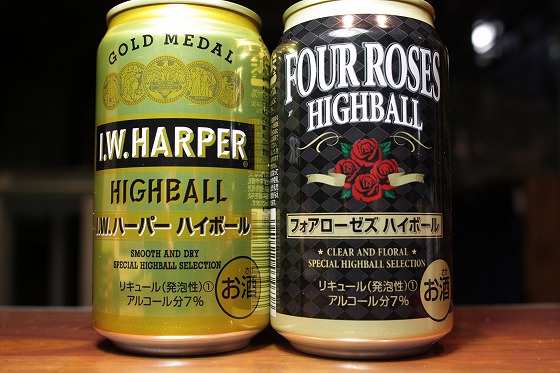 GOLD MEDAL
I.W.HARPER
HIGHBALL
I.W.ハーパー ハイボール
SMOOTH AND DRY
SPECIAL HIGHBALL SELECTION
リキュール(発泡性)①
アルコール分7%
お酒
FOUR ROSES
HIGHBALL
フォアローゼズ ハイボール
★ CLEAR AND FLORAL ★
SPECIAL HIGHBALL SELECTION
リキュール(発泡性)①
アルコール分7%
お酒